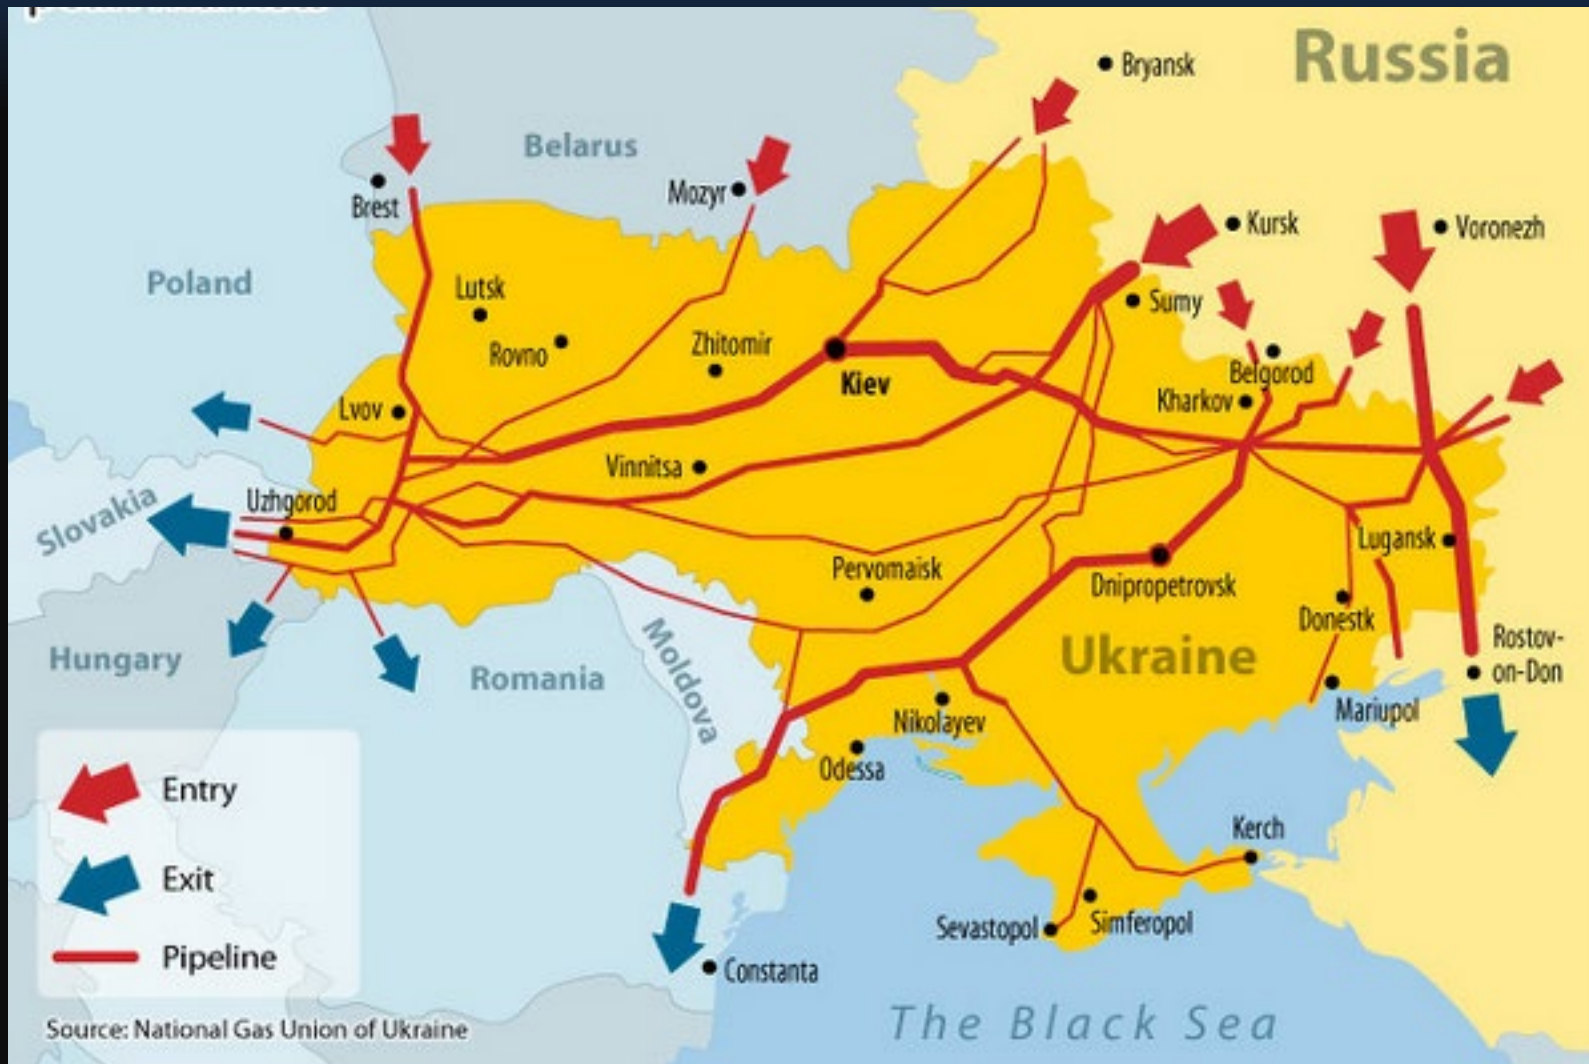 Russia
Bryansk
Belarus
Mozyr
Brest
Kursk
Voronezh
Poland
Lutsk
Sumy
Rovno
Zhitomir
Kiev
Belgorod
Kharkov
Lvov
Vinnitsa
Uzhgorod
Slovakia
Lugansk
Pervomaisk
Dnipropetrovsk
Donestk
Hungary
Romania
Moldova
Ukraine
Rostov-
on-Don
Mariupol
Nikolayev
Odessa
Entry
Kerch
Exit
Sevastopol
Simferopol
Pipeline
Constanta
Source: National Gas Union of Ukraine
The Black Sea